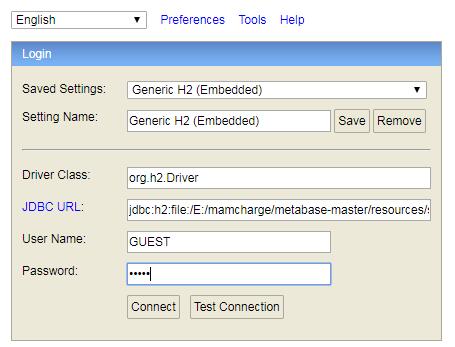 English Preferences Tools Help
Login
Saved Settings: Generic H2 (Embedded)
Setting Name: Generic H2 (Embedded) Save Remove
Driver Class: org.h2.Driver
JDBC URL: jdbc:h2:file:/E:/mamcharge/metabase-master/resources/s
User Name: GUEST
Password: •••••
Connect Test Connection